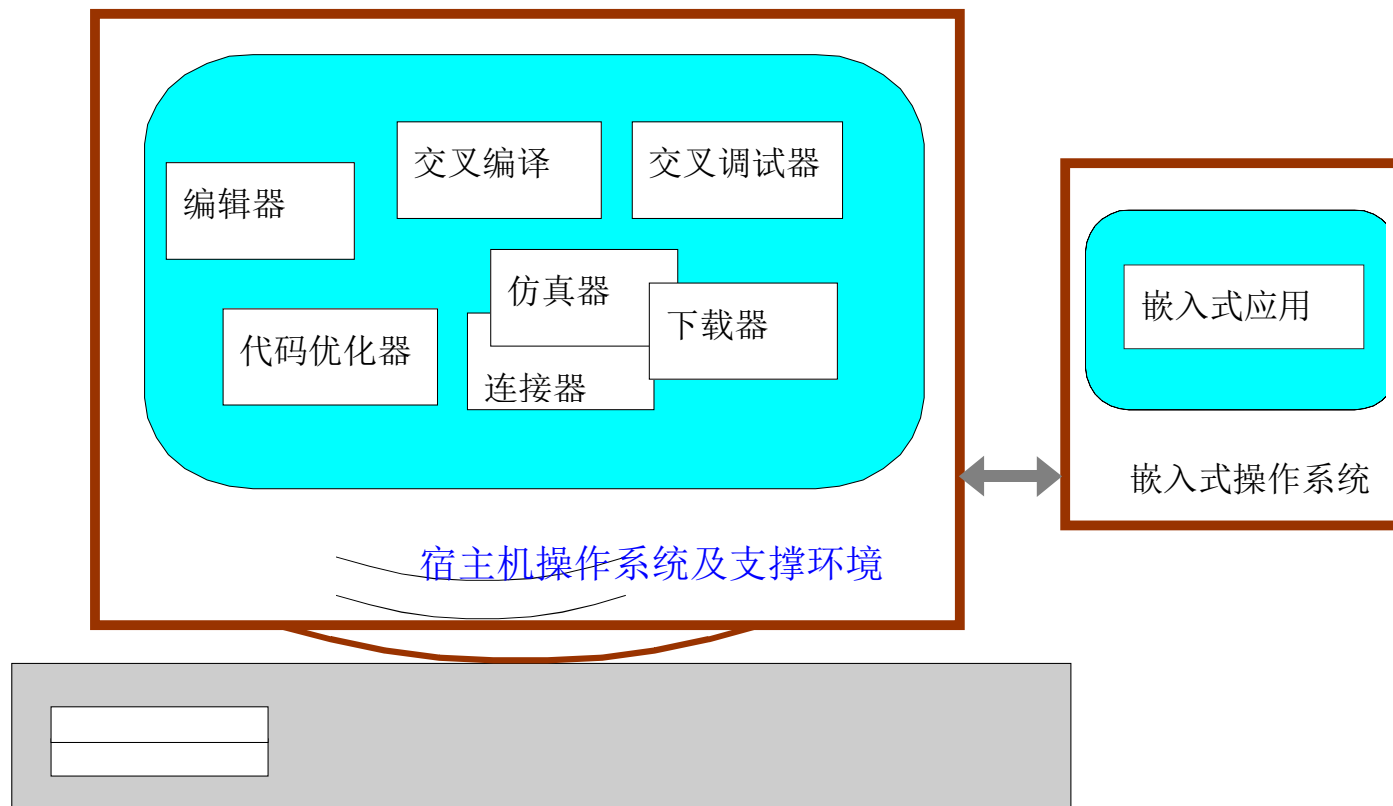 交叉编译
交叉调试器
编辑器
仿真器
下载器
代码优化器
连接器
宿主机操作系统及支撑环境
嵌入式应用
嵌入式操作系统